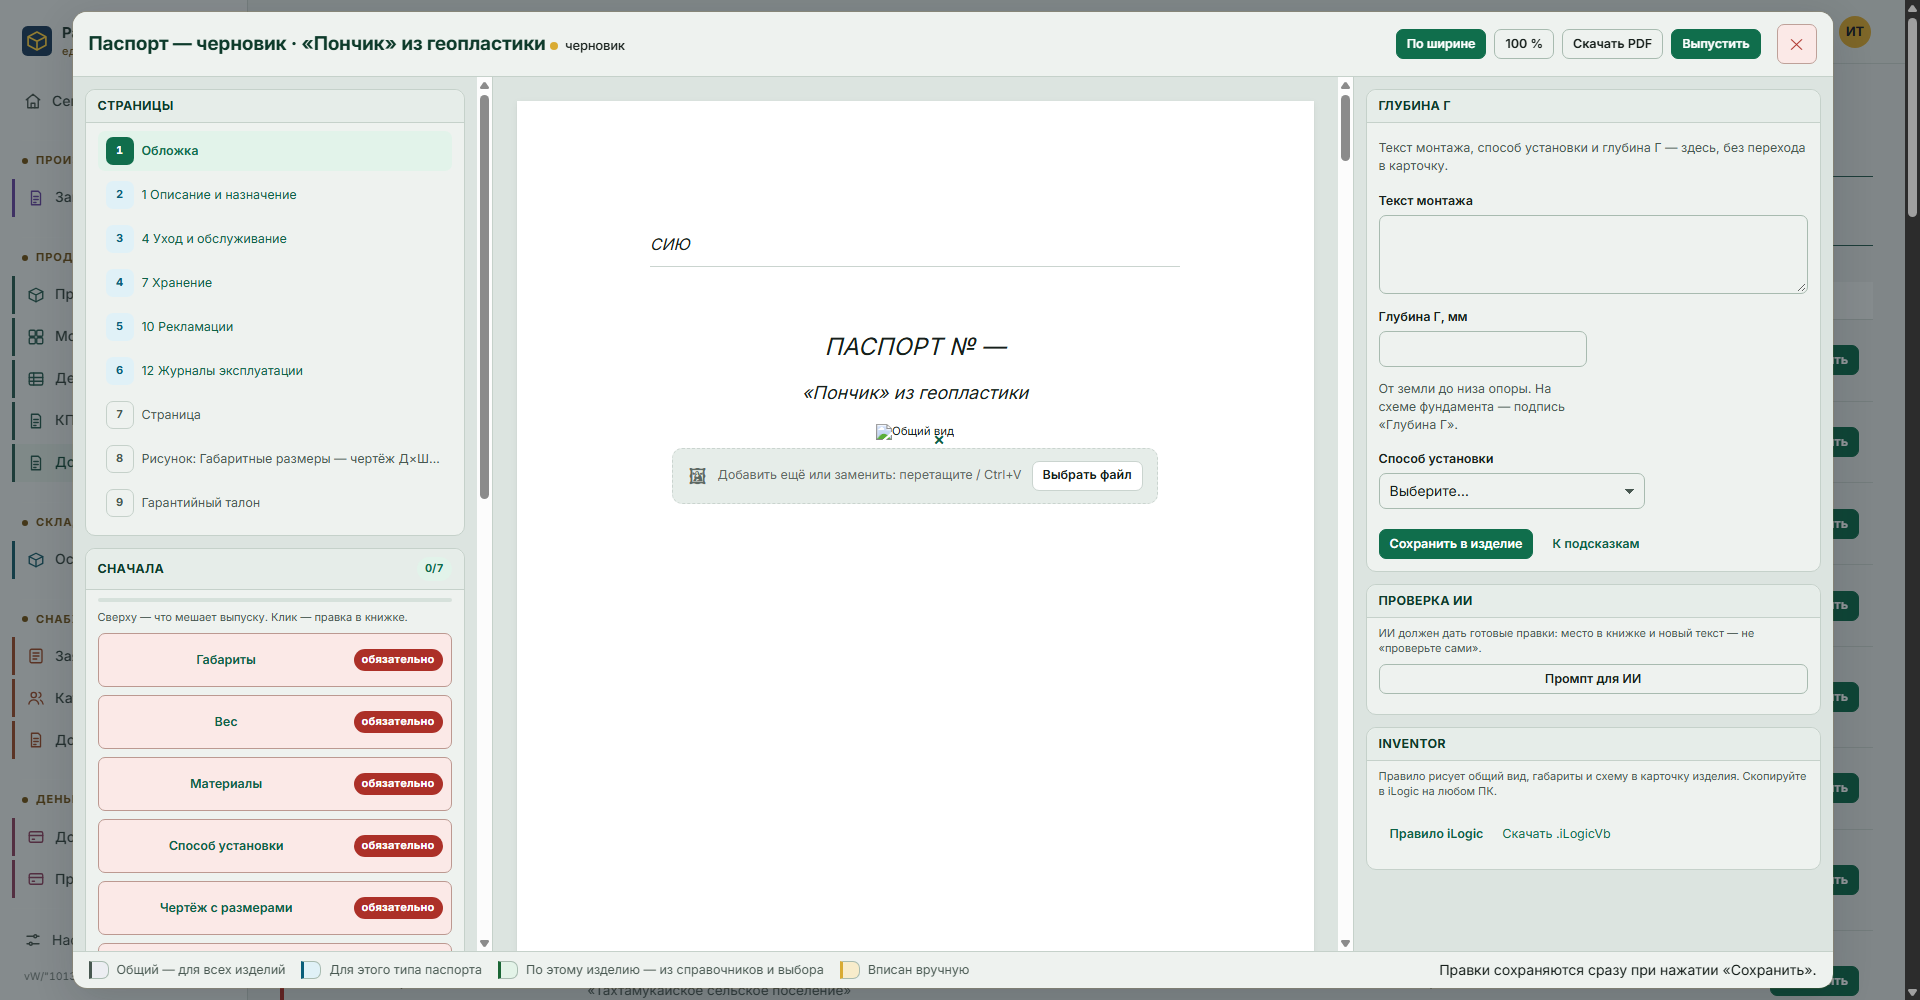 Паспорт — черновик · «Пончик» из геопластики
черновик
По ширине
100 %
Скачать PDF
Выпустить
ИТ
СТРАНИЦЫ
1 Обложка
2 1 Описание и назначение
3 4 Уход и обслуживание
4 7 Хранение
5 10 Рекламации
6 12 Журналы эксплуатации
7 Страница
8 Рисунок: Габаритные размеры — чертёж Д×Ш...
9 Гарантийный талон
СНАЧАЛА
0/7
Сверху — что мешает выпуску. Клик — правка в книжке.
Габариты
обязательно
Вес
обязательно
Материалы
обязательно
Способ установки
обязательно
Чертёж с размерами
обязательно
СИЮ
ПАСПОРТ № —
«Пончик» из геопластики
Общий вид
Добавить ещё или заменить: перетащите / Ctrl+V
Выбрать файл
ГЛУБИНА Г
Текст монтажа, способ установки и глубина Г — здесь, без перехода
в карточку.
Текст монтажа
Глубина Г, мм
От земли до низа опоры. На
схеме фундамента — подпись
«Глубина Г».
Способ установки
Выберите...
Сохранить в изделие
К подсказкам
ПРОВЕРКА ИИ
ИИ должен дать готовые правки: место в книжке и новый текст — не
«проверьте сами».
Промпт для ИИ
INVENTOR
Правило рисует общий вид, габариты и схему в карточку изделия. Скопируйте
в iLogic на любом ПК.
Правило iLogic
Скачать .iLogicVb
Общий — для всех изделий
Для этого типа паспорта
По этому изделию — из справочников и выбора
Вписан вручную
Правки сохраняются сразу при нажатии «Сохранить».
«Тахтамукайское сельское поселение»